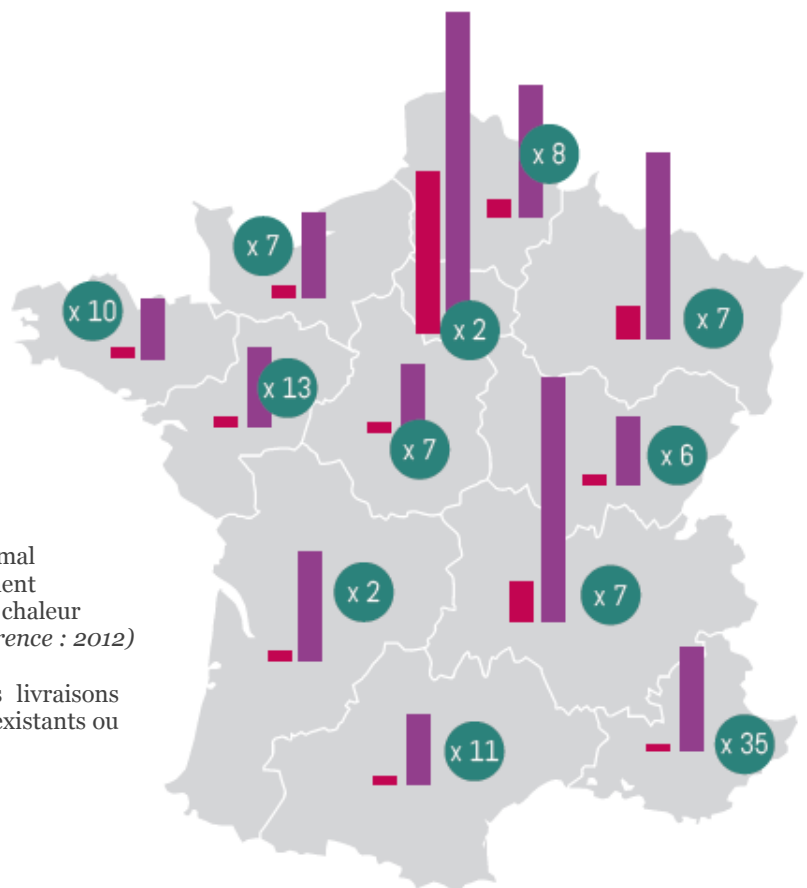 x 8
x 7
x 10
x 2
x 7
x 13
x 7
x 6
mal
chaleur
rence : 2012)
s livraisons
existants ou
x 2
x 7
x 11
x 35